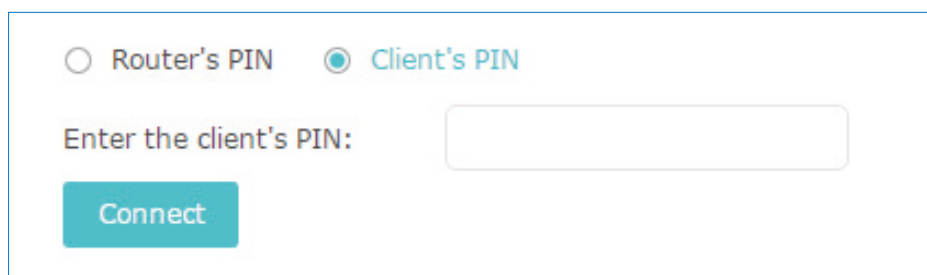 Router's PIN Client's PIN
Enter the client's PIN:
Connect